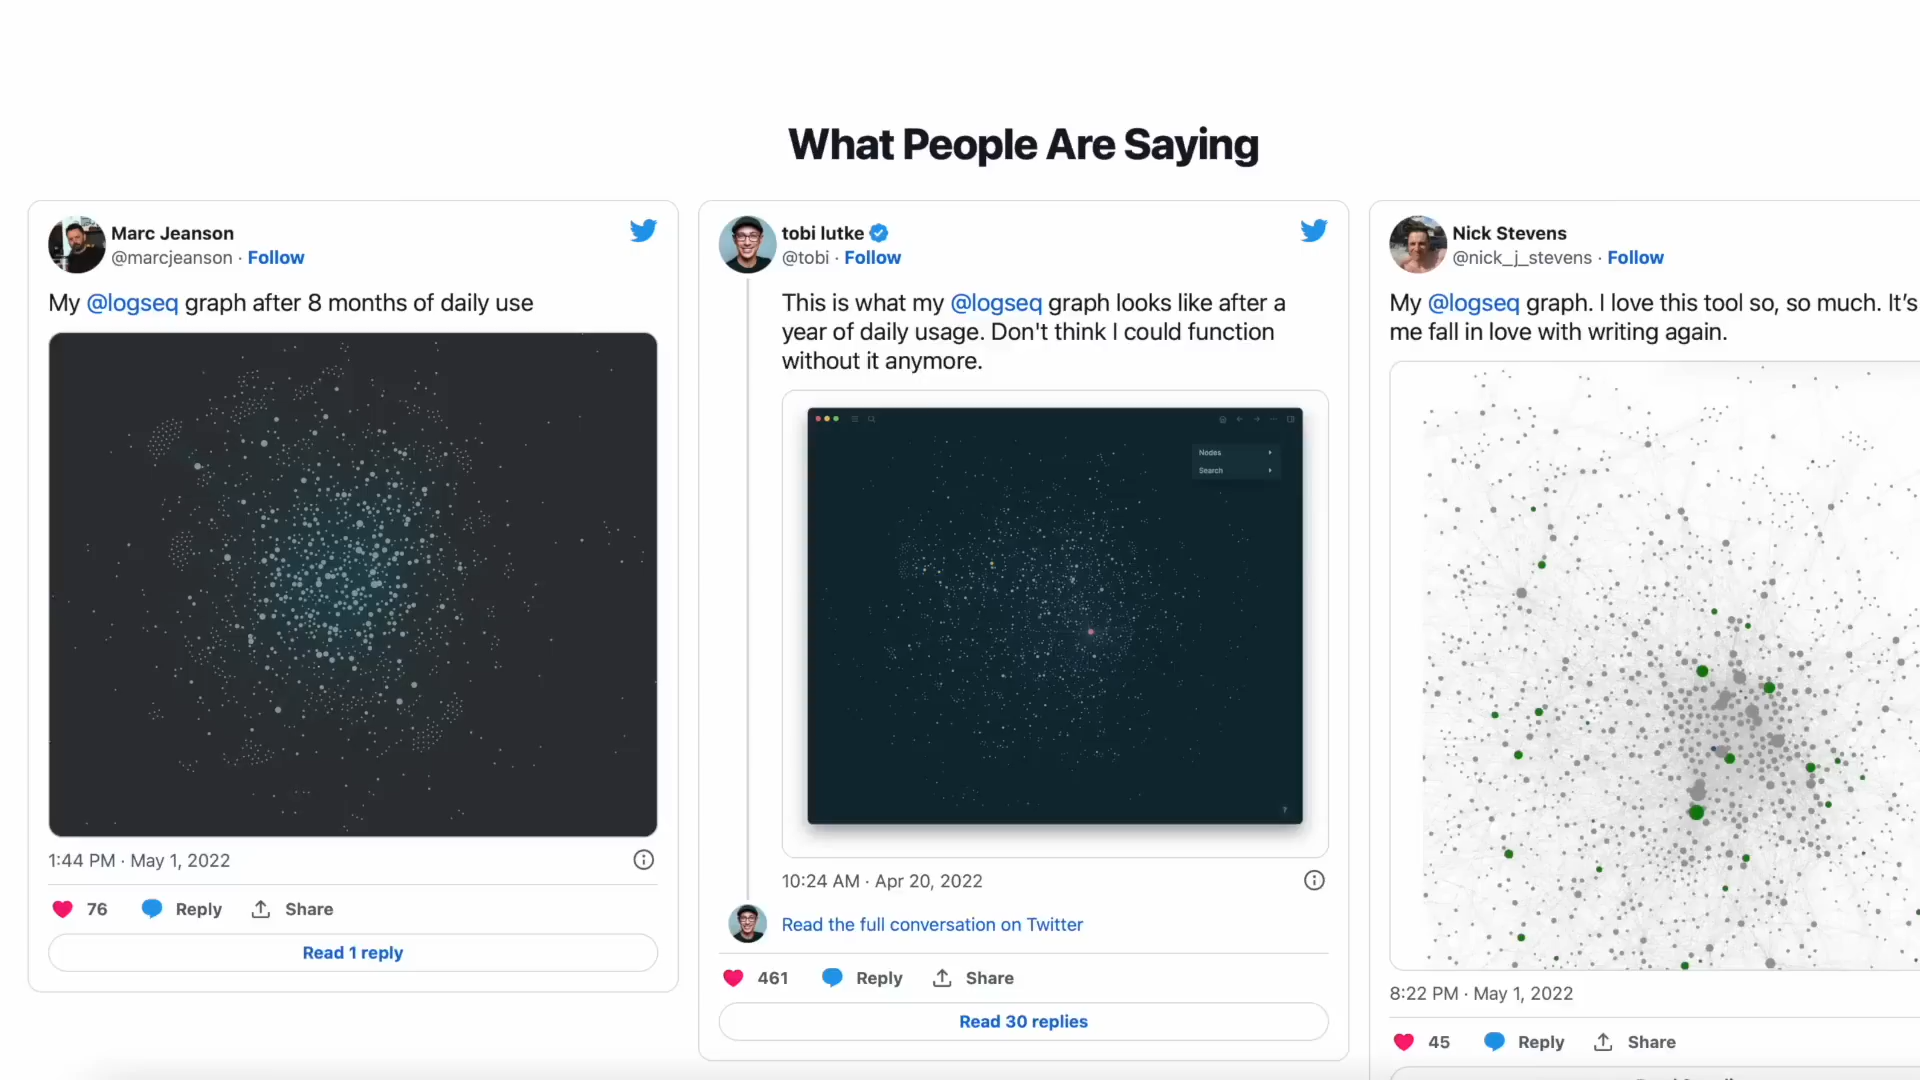 What People Are Saying
Marc Jeanson
@marcjeanson · Follow
My @logseq graph after 8 months of daily use
1:44 PM · May 1, 2022
76 Reply Share
Read 1 reply
tobi lutke
@tobi · Follow
This is what my @logseq graph looks like after a
year of daily usage. Don't think I could function
without it anymore.
Nodes
Search
?
10:24 AM · Apr 20, 2022
Read the full conversation on Twitter
461 Reply Share
Read 30 replies
Nick Stevens
@nick_j_stevens · Follow
My @logseq graph. I love this tool so, so much. It’s
me fall in love with writing again.
8:22 PM · May 1, 2022
45 Reply Share